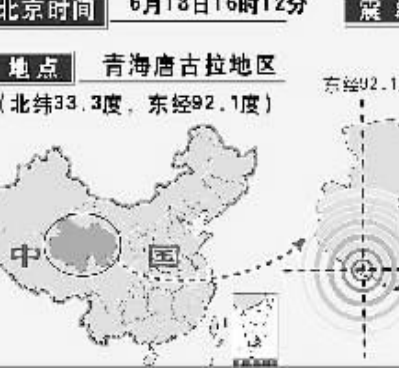 北京时间 6月18日16时12分
震
地点 青海唐古拉地区
(北纬33.3度，东经92.1度)
东经92.1
中国